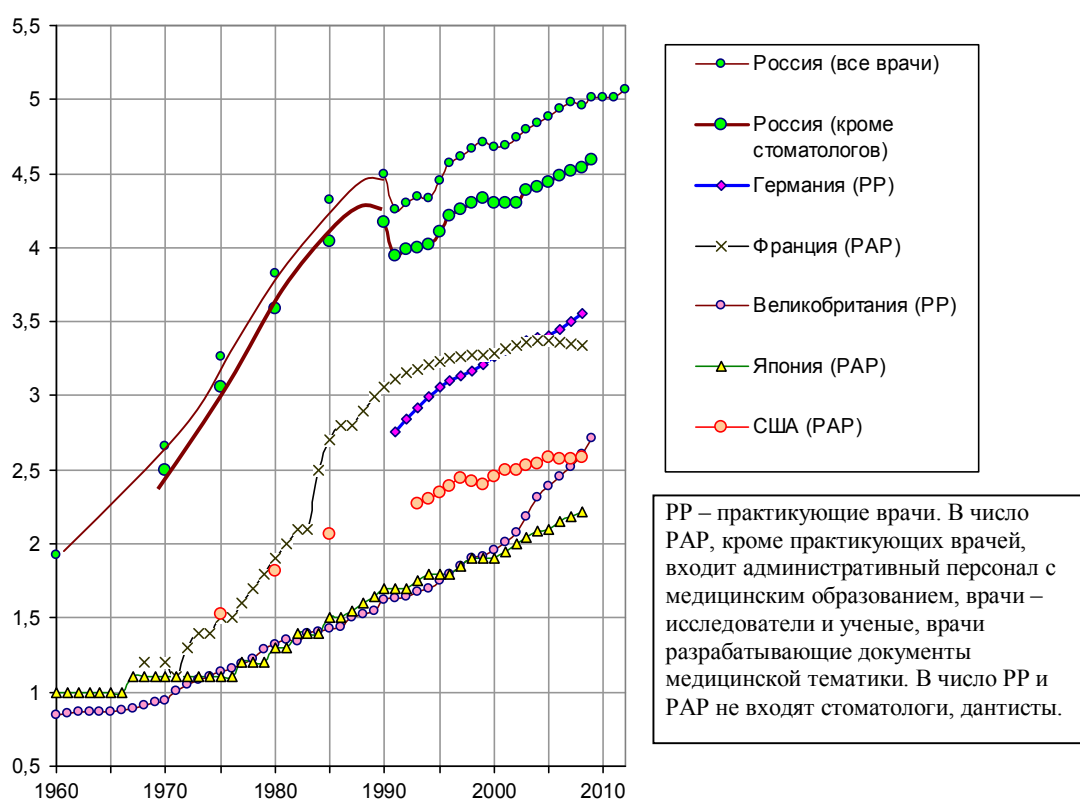 5,5
5
4,5
4
3,5
3
2,5
2
1,5
1
0,5
1960
1970
1980
1990
2000
2010
Россия (все врачи)
Россия (кроме
стоматологов)
Германия (PP)
Франция (PAP)
Великобритания (PP)
Япония (PAP)
США (PAP)
PP – практикующие врачи. В число
PAP, кроме практикующих врачей,
входит административный персонал с
медицинским образованием, врачи –
исследователи и ученые, врачи
разрабатывающие документы
медицинской тематики. В число PP и
PAP не входят стоматологи, дантисты.